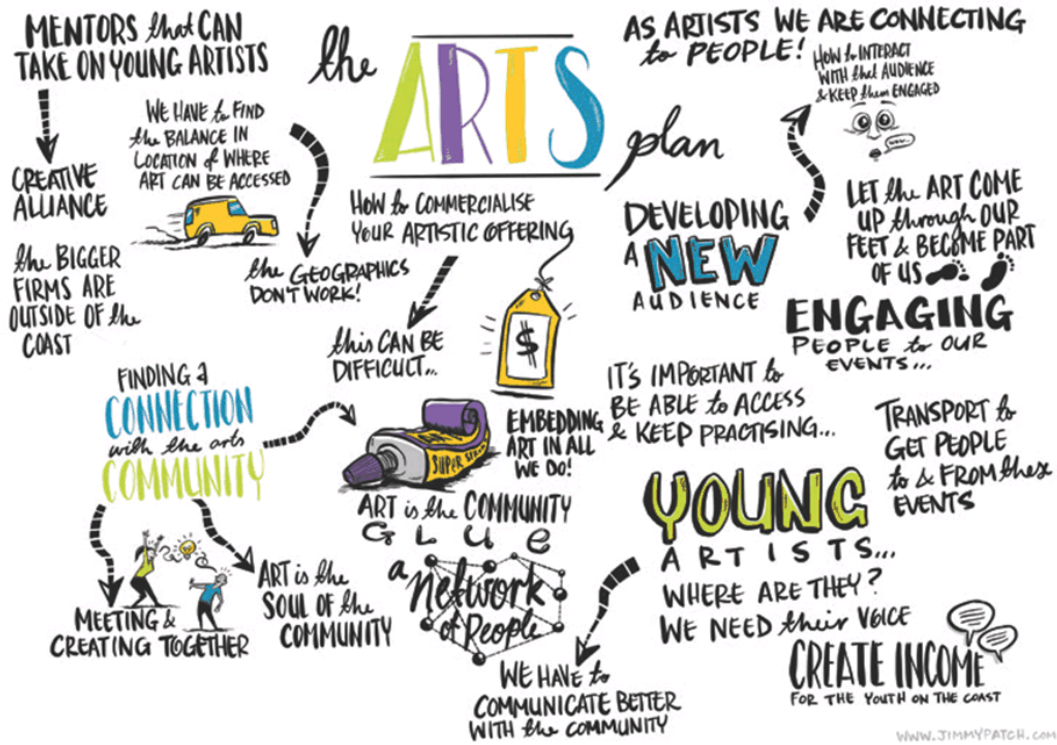 MENTORS that CAN
TAKE ON YOUNG ARTISTS
CREATIVE
ALLIANCE
the BIGGER
FIRMS ARE
OUTSIDE OF the
COAST
WE HAVE to FIND
the BALANCE IN
LOCATION of WHERE
ART CAN BE ACCESSED
the GEOGRAPHICS
DON'T WORK!
the
ARTS
plan
HOW to COMMERCIALISE
YOUR ARTISTIC OFFERING
$
this CAN BE
DIFFICULT...
AS ARTISTS WE ARE CONNECTING
to PEOPLE!
HOW to INTERACT
WITH that AUDIENCE
& KEEP them ENGAGED
DEVELOPING
A NEW
AUDIENCE
LET the ART COME
UP through OUR
FEET & BECOME PART
OF US
ENGAGING
PEOPLE to OUR
EVENTS...
TRANSPORT to
GET PEOPLE
to & FROM these
EVENTS
FINDING a
CONNECTION
with the arts
COMMUNITY
MEETING &
CREATING TOGETHER
ART is the
SOUL OF the
COMMUNITY
SUPER
EMBEDDING
ART IN ALL
WE DO!
ART is the COMMUNITY
GLUE
a
Network
of People
IT'S IMPORTANT to
BE ABLE to ACCESS
& KEEP PRACTISING...
YOUNG
ARTISTS...
WHERE ARE THEY?
WE NEED their VOICE
WE HAVE to
COMMUNICATE BETTER
WITH the COMMUNITY
CREATE INCOME
FOR THE YOUTH ON THE COAST
WWW.JIMMYPATCH.COM